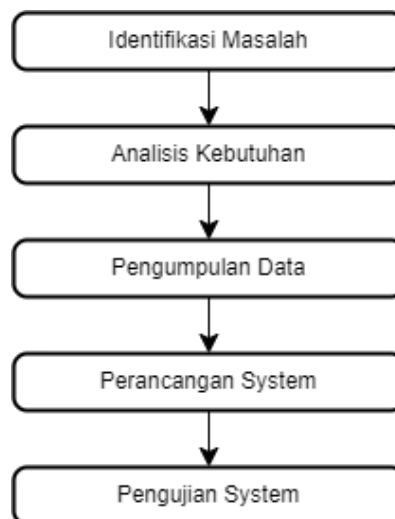 Identifikasi Masalah
Analisis Kebutuhan
Pengumpulan Data
Perancangan System
Pengujian System